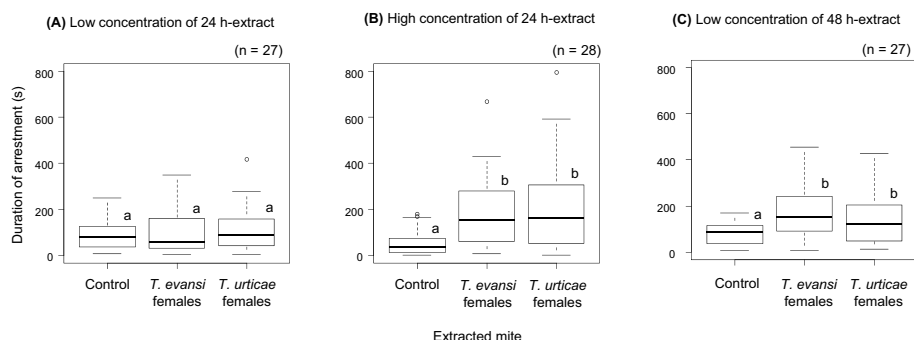 (A) Low concentration of 24 h-extract
(n = 27)
Duration of arrestment (s)
800
600
400
200
0
a
a
a
Control
T. evansi females
T. urticae females
(B) High concentration of 24 h-extract
(n = 28)
800
600
400
200
0
a
b
b
Control
T. evansi females
T. urticae females
(C) Low concentration of 48 h-extract
(n = 27)
800
600
400
200
0
a
b
b
Control
T. evansi females
T. urticae females
Extracted mite